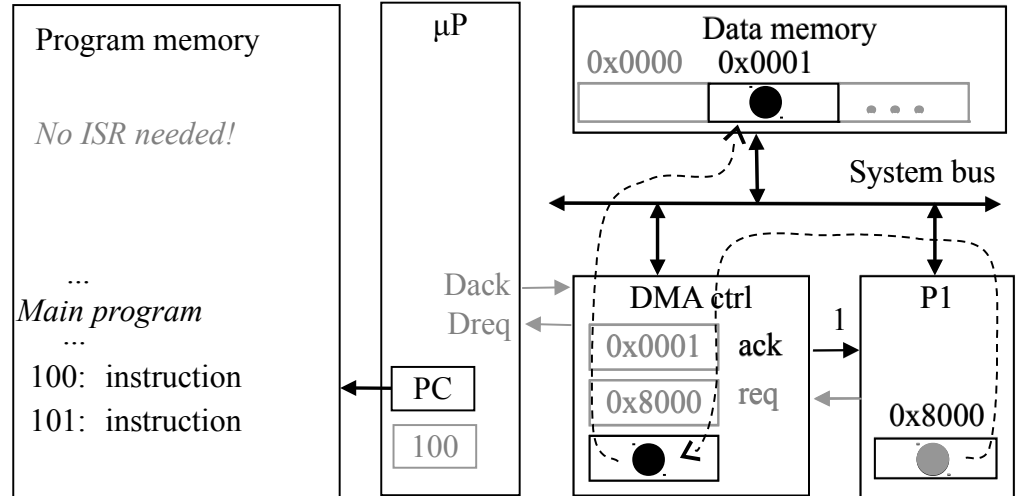 Program memory
No ISR needed!
...
Main program
...
100: instruction
101: instruction
μP
Dack
Dreq
PC
100
Data memory
0x0000 0x0001
System bus
DMA ctrl
0x0001 ack
0x8000 req
1
P1
0x8000